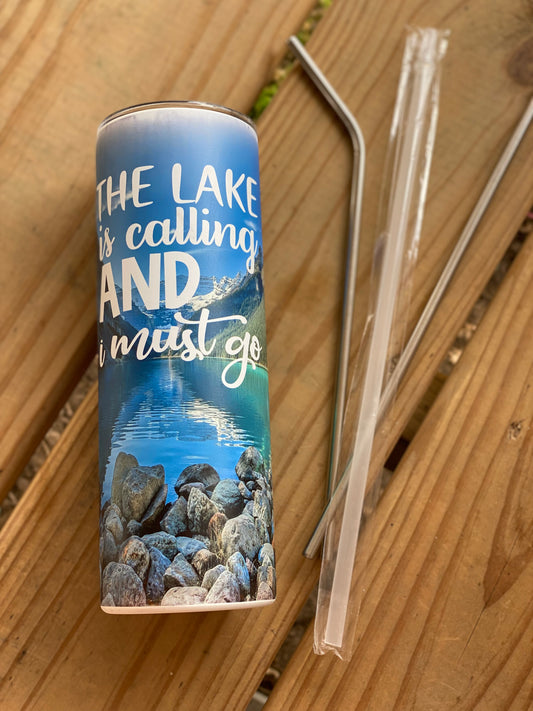 THE LAKE
is calling
AND
i must go